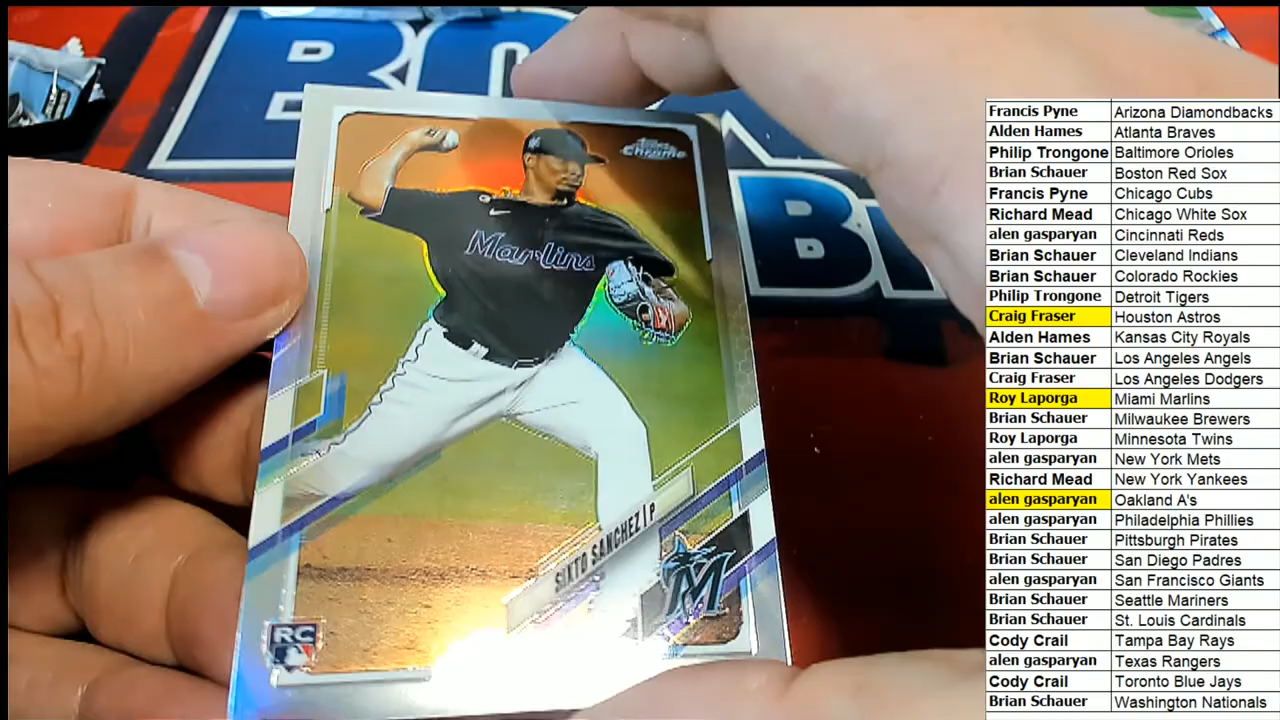 BO
B
Topps
Chrome
Marlins
SIXTO SANCHEZ | P
M
RC
Francis Pyne Arizona Diamondbacks
Alden Hames Atlanta Braves
Philip Trongone Baltimore Orioles
Brian Schauer Boston Red Sox
Francis Pyne Chicago Cubs
Richard Mead Chicago White Sox
alen gasparyan Cincinnati Reds
Brian Schauer Cleveland Indians
Brian Schauer Colorado Rockies
Philip Trongone Detroit Tigers
Craig Fraser Houston Astros
Alden Hames Kansas City Royals
Brian Schauer Los Angeles Angels
Craig Fraser Los Angeles Dodgers
Roy Laporga Miami Marlins
Brian Schauer Milwaukee Brewers
Roy Laporga Minnesota Twins
alen gasparyan New York Mets
Richard Mead New York Yankees
alen gasparyan Oakland A's
alen gasparyan Philadelphia Phillies
Brian Schauer Pittsburgh Pirates
Brian Schauer San Diego Padres
alen gasparyan San Francisco Giants
Brian Schauer Seattle Mariners
Brian Schauer St. Louis Cardinals
Cody Crail Tampa Bay Rays
alen gasparyan Texas Rangers
Cody Crail Toronto Blue Jays
Brian Schauer Washington Nationals